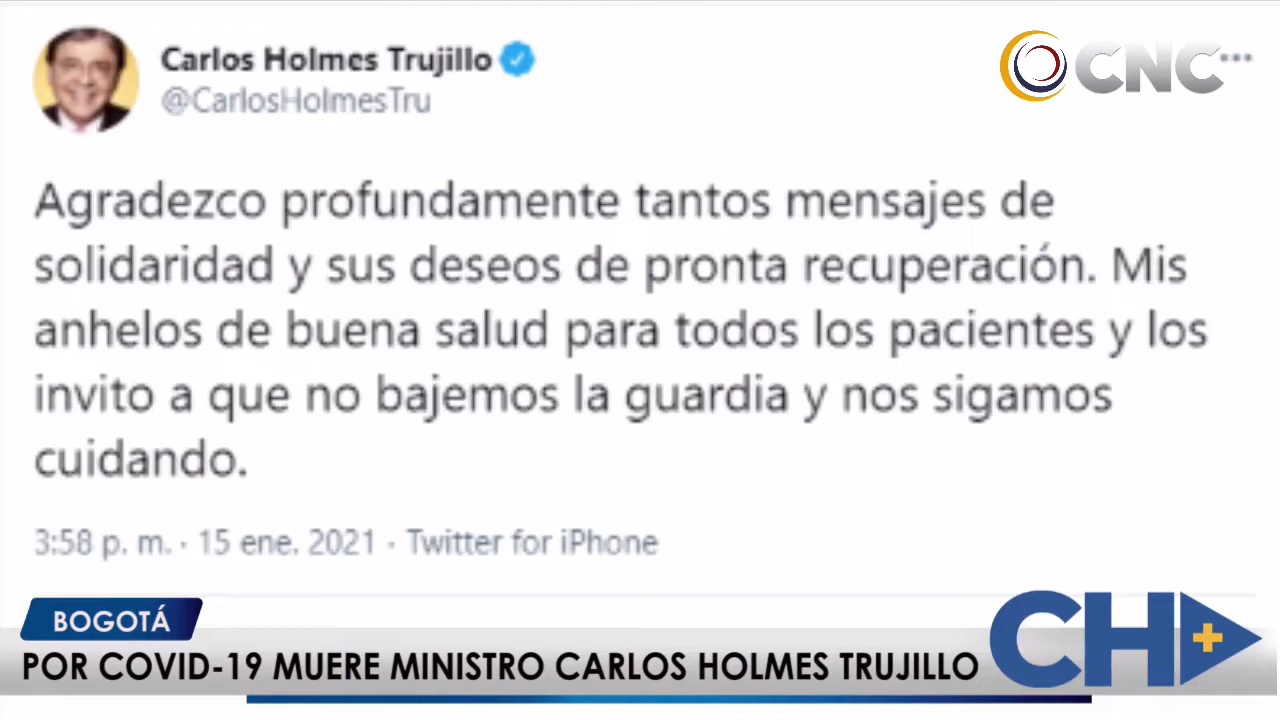 Carlos Holmes Trujillo
@CarlosHolmesTru
CNC
Agradezco profundamente tantos mensajes de
solidaridad y sus deseos de pronta recuperación. Mis
anhelos de buena salud para todos los pacientes y los
invito a que no bajemos la guardia y nos sigamos
cuidando.
3:58 p. m. · 15 ene. 2021 · Twitter for iPhone
BOGOTÁ
POR COVID-19 MUERE MINISTRO CARLOS HOLMES TRUJILLO
CH+